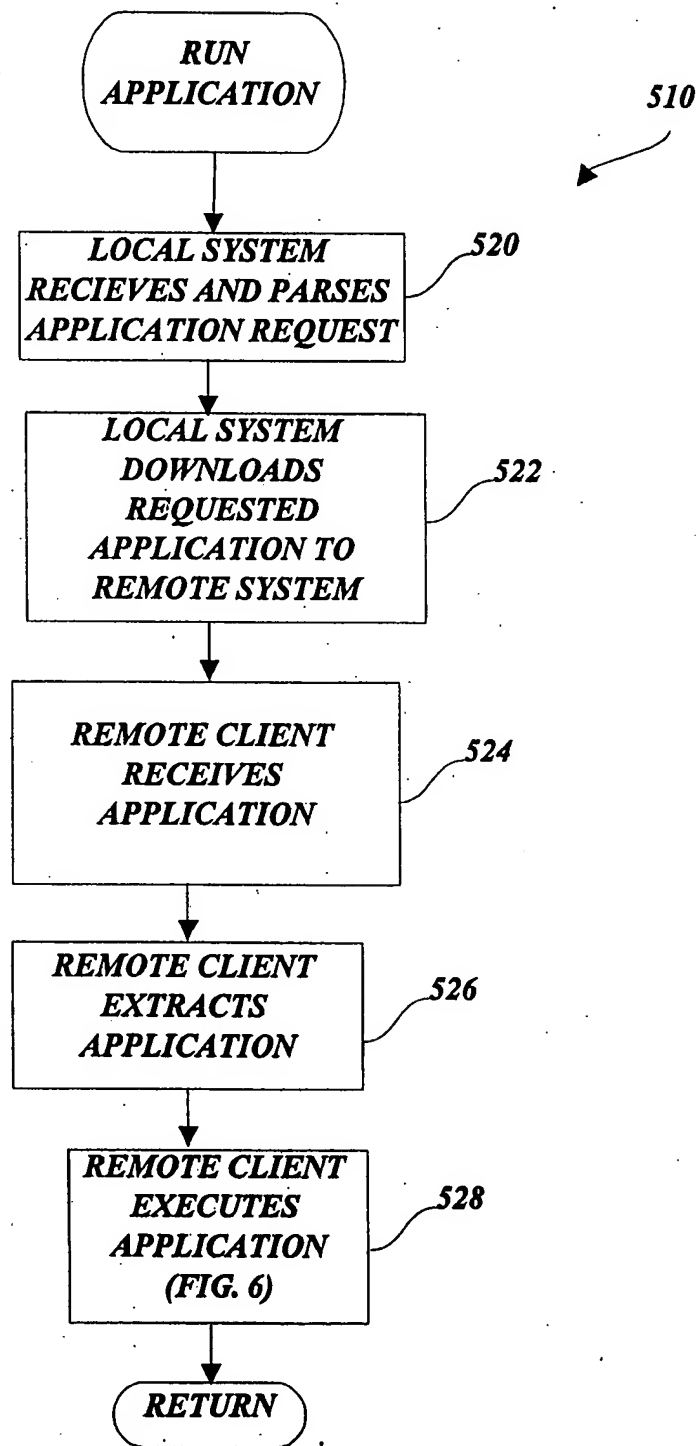 RUN
APPLICATION
510
LOCAL SYSTEM
RECIEVES AND PARSES
APPLICATION REQUEST
520
LOCAL SYSTEM
DOWNLOADS
REQUESTED
APPLICATION TO
REMOTE SYSTEM
522
REMOTE CLIENT
RECEIVES
APPLICATION
524
REMOTE CLIENT
EXTRACTS
APPLICATION
526
REMOTE CLIENT
EXECUTES
APPLICATION
(FIG. 6)
528
RETURN